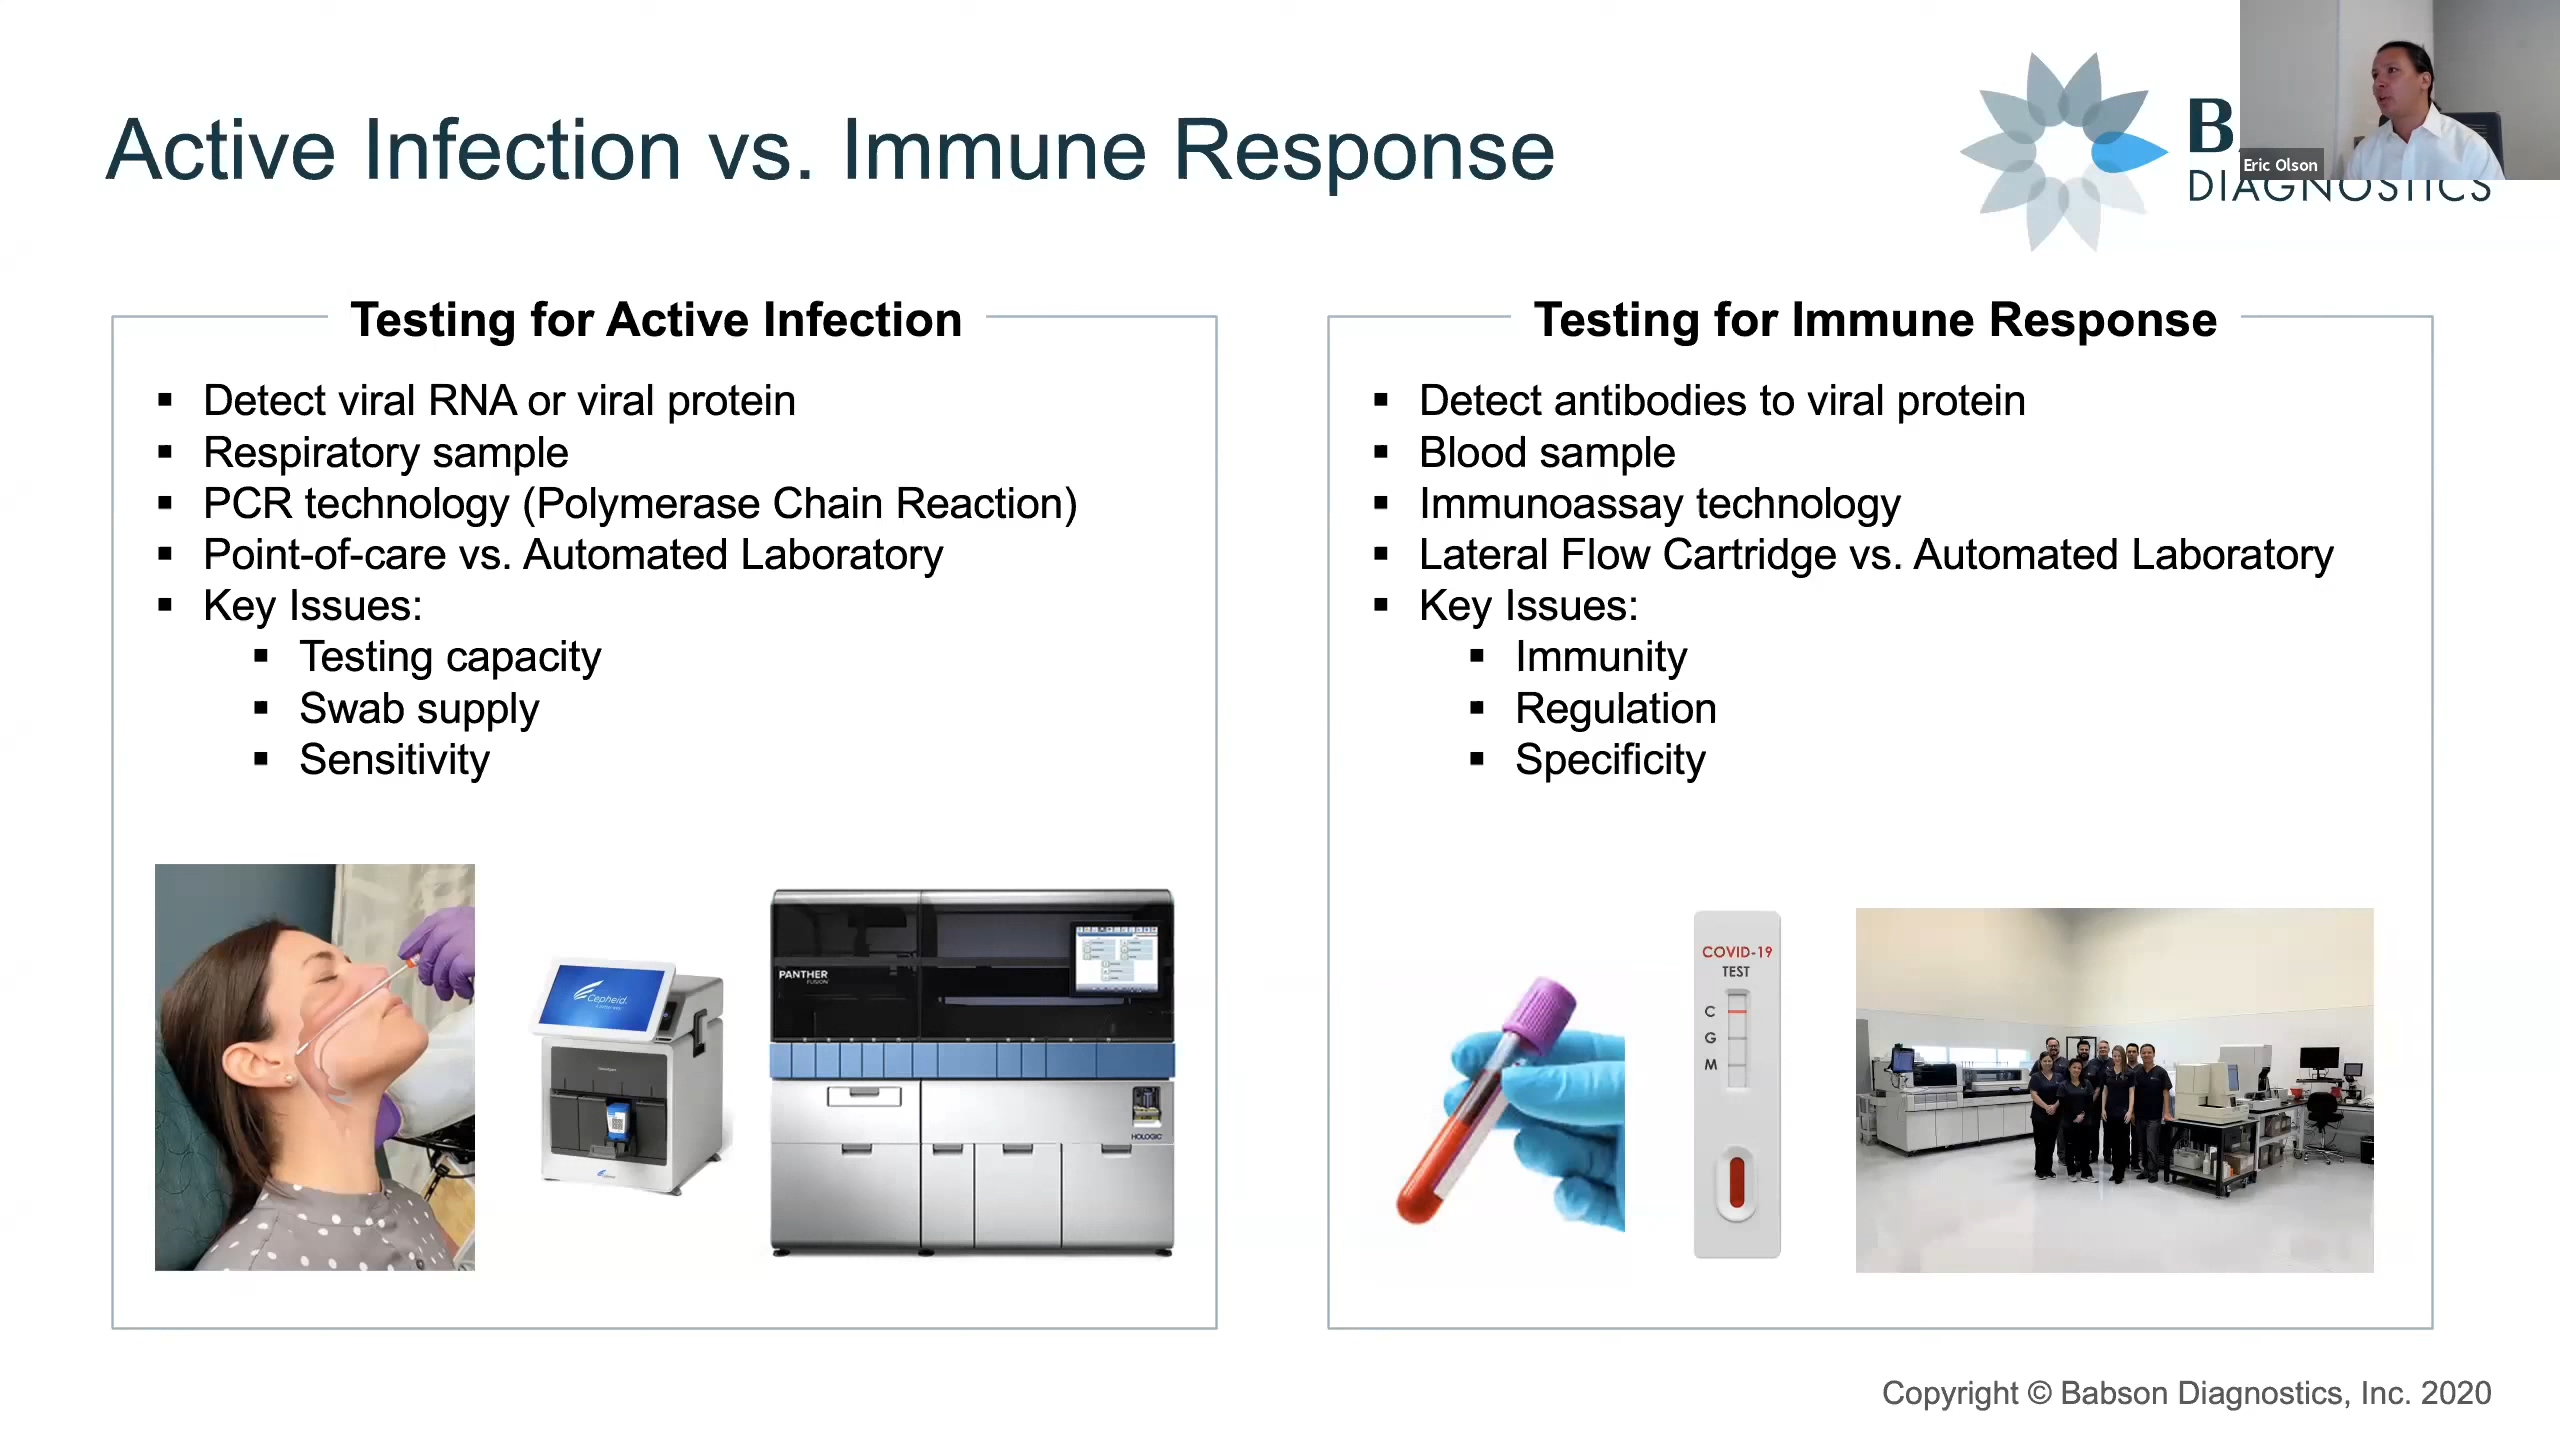 Active Infection vs. Immune Response
B
DIAGNOSTICS
Eric Olson
Testing for Active Infection
▪ Detect viral RNA or viral protein
▪ Respiratory sample
▪ PCR technology (Polymerase Chain Reaction)
▪ Point-of-care vs. Automated Laboratory
▪ Key Issues:
▪ Testing capacity
▪ Swab supply
▪ Sensitivity
Cepheid.
PANTHER
FUSION
HOLOGIC
Testing for Immune Response
▪ Detect antibodies to viral protein
▪ Blood sample
▪ Immunoassay technology
▪ Lateral Flow Cartridge vs. Automated Laboratory
▪ Key Issues:
▪ Immunity
▪ Regulation
▪ Specificity
COVID-19
TEST
C
G
M
Copyright © Babson Diagnostics, Inc. 2020